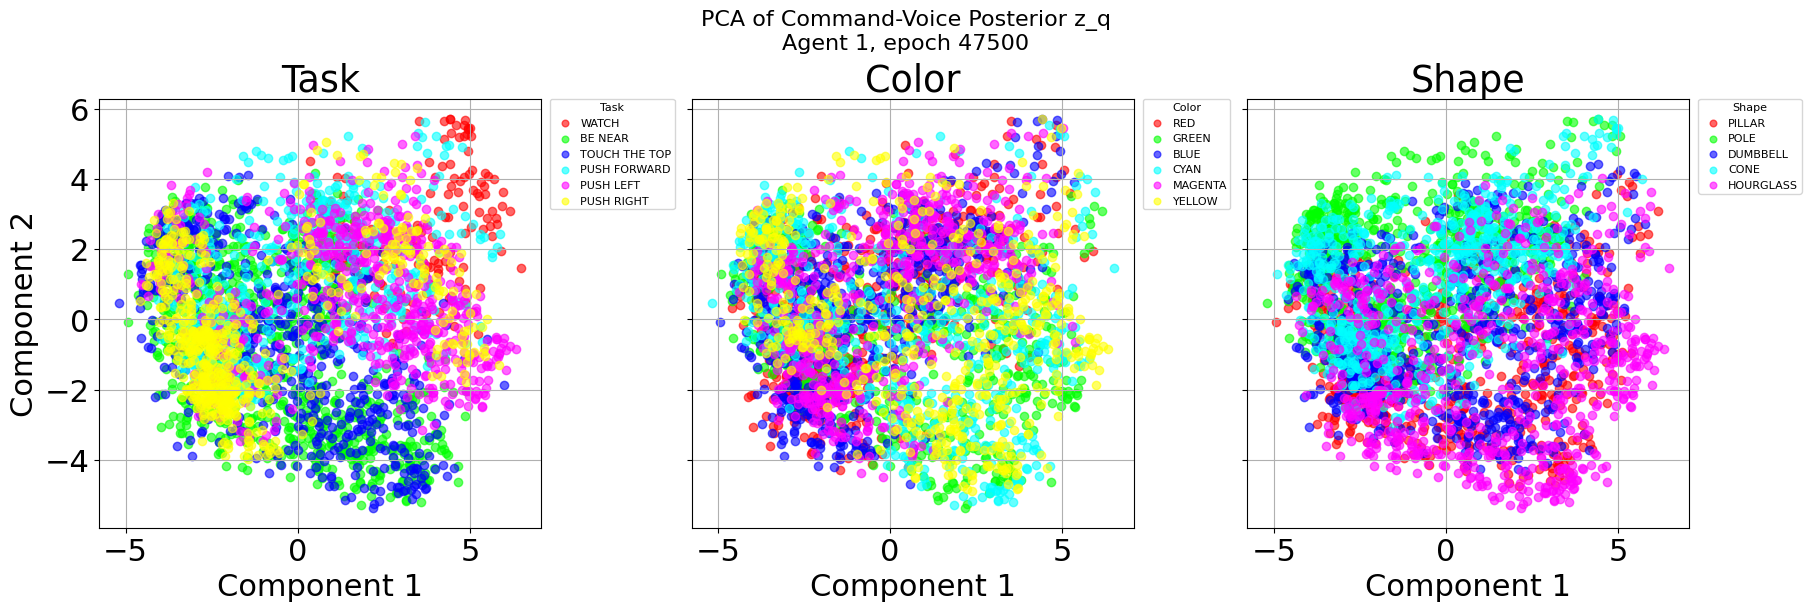 PCA of Command-Voice Posterior z_q
Agent 1, epoch 47500
Task
Color
Shape
Component 2
6
4
2
0
−2
−4
−5
0
5
Component 1
Task
WATCH
BE NEAR
TOUCH THE TOP
PUSH FORWARD
PUSH LEFT
PUSH RIGHT
−5
0
5
Component 1
Color
RED
GREEN
BLUE
CYAN
MAGENTA
YELLOW
−5
0
5
Component 1
Shape
PILLAR
POLE
DUMBBELL
CONE
HOURGLASS